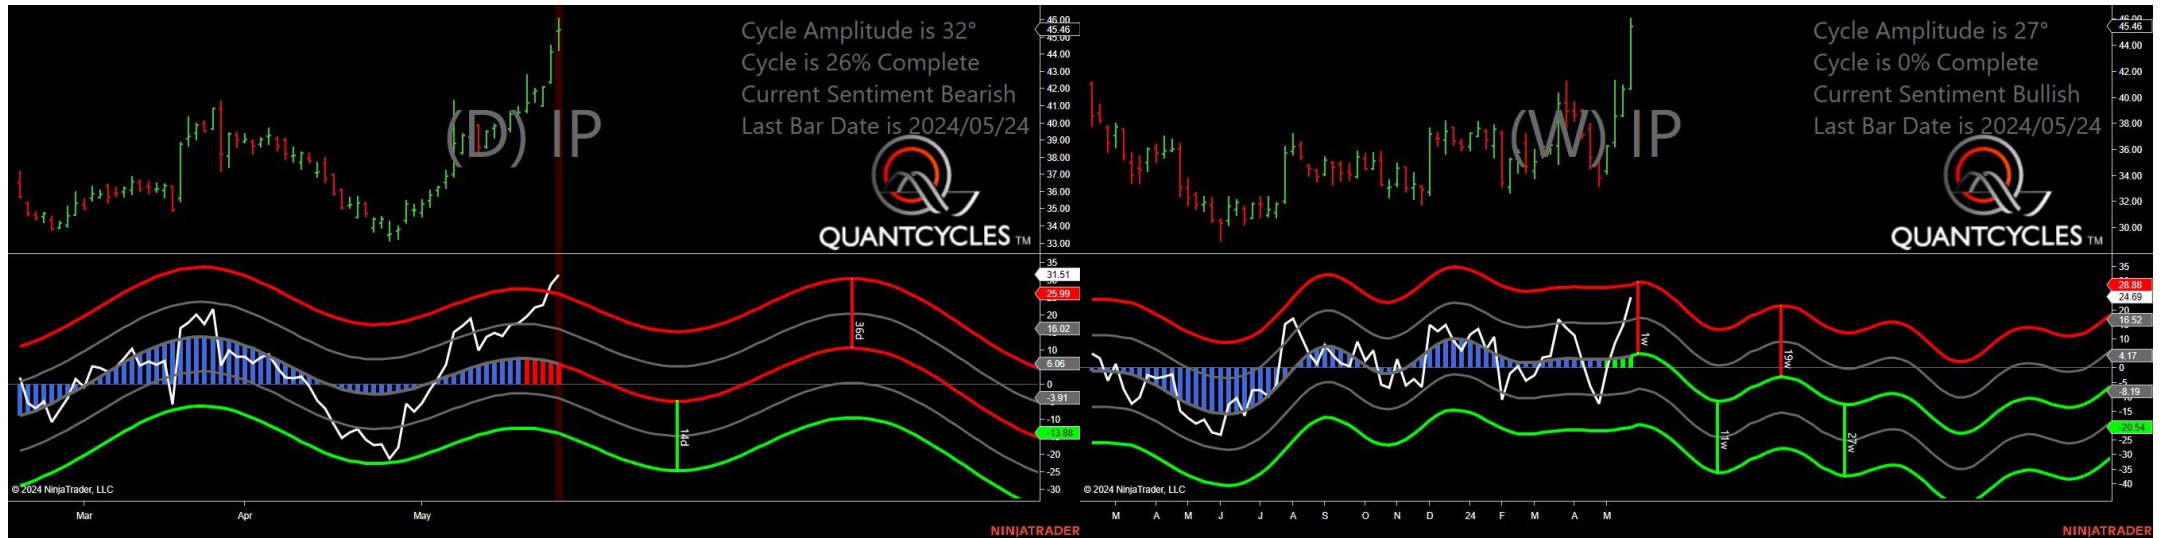 Cycle Amplitude is 32°
Cycle is 26% Complete
Current Sentiment Bearish
Last Bar Date is 2024/05/24
(D) IP
QUANTCYCLES TM
46.00
45.46
45.00
44.00
43.00
42.00
41.00
40.00
39.00
38.00
37.00
36.00
35.00
34.00
33.00
35
31.51
25.99
20
16.02
10
6.06
0
-3.91
-10
-13.88
-20
-25
-30
36d
14d
© 2024 NinjaTrader, LLC
Mar Apr May
NINJATRADER
Cycle Amplitude is 27°
Cycle is 0% Complete
Current Sentiment Bullish
Last Bar Date is 2024/05/24
(W) IP
QUANTCYCLES TM
46.00
45.46
44.00
42.00
40.00
38.00
36.00
34.00
32.00
30.00
35
28.88
24.69
20
16.52
10
4.17
0
-5
-8.19
-15
-20.54
-25
-30
-35
-40
1w
19w
11w
27w
© 2024 NinjaTrader, LLC
M A M J J A S O N D 24 F M A M
NINJATRADER